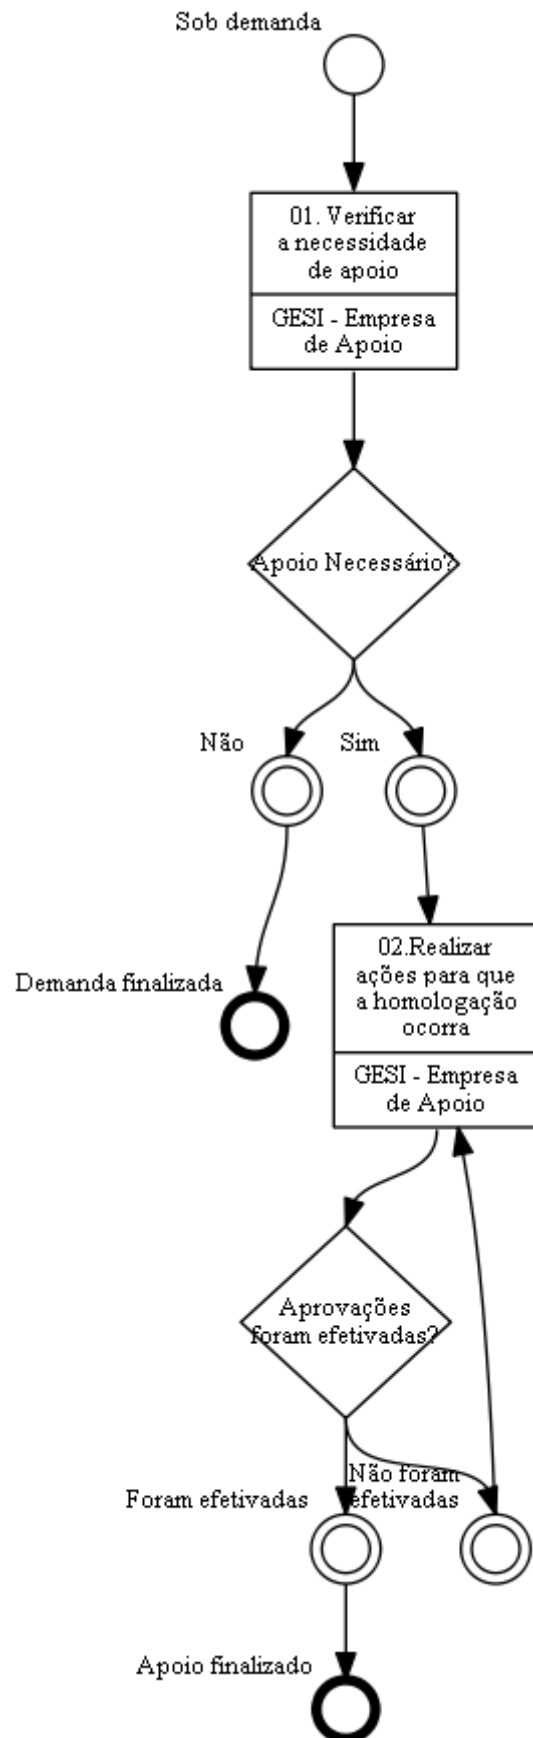 Sob demanda
01. Verificar
a necessidade
de apoio
GESI - Empresa
de Apoio
Apoio Necessário?
Não
Sim
02.Realizar
ações para que
a homologação
ocorra
GESI - Empresa
de Apoio
Demanda finalizada
Aprovações
foram efetivadas?
Foram efetivadas
Não foram
efetivadas
Apoio finalizado